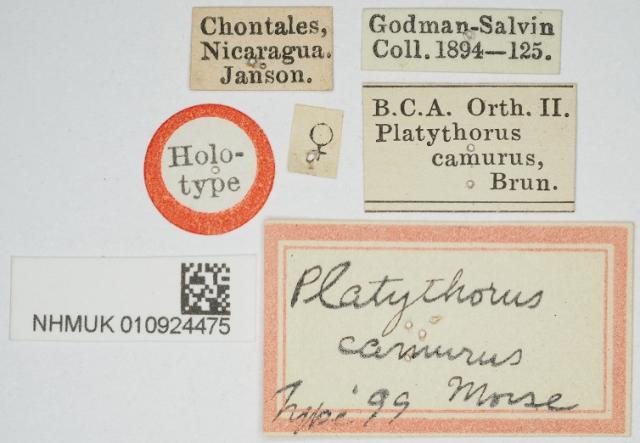 Chontales,
Nicaragua.
Janson.
Godman-Salvin
Coll. 1894—125.
Holo-
type
♀
B.C.A. Orth. II.
Platythorus
camurus,
Brun.
NHMUK 010924475
Platythorus
camurus
Type '99 Morse